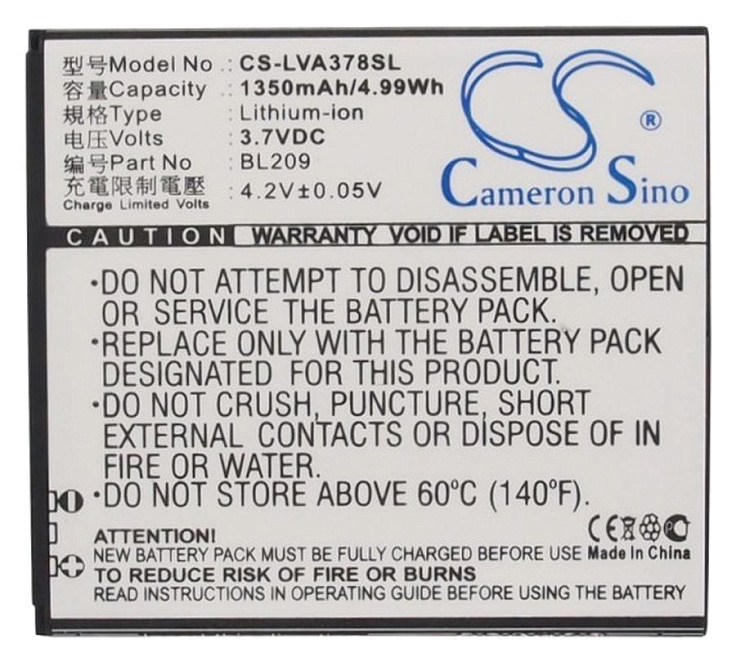 型号Model No : CS-LVA378SL
容量Capacity : 1350mAh/4.99Wh
規格Type : Lithium-ion
电压Volts : 3.7VDC
编号Part No : BL209
充電限制電壓 : 4.2V±0.05V
Charge Limited Volts
Cameron Sino ®
CAUTION WARRANTY VOID IF LABEL IS REMOVED
•DO NOT ATTEMPT TO DISASSEMBLE, OPEN
OR SERVICE THE BATTERY PACK.
•REPLACE ONLY WITH THE BATTERY PACK
DESIGNATED FOR THIS PRODUCT.
•DO NOT CRUSH, PUNCTURE, SHORT
EXTERNAL CONTACTS OR DISPOSE OF IN
FIRE OR WATER.
•DO NOT STORE ABOVE 60°C (140°F).
CE
ATTENTION!
NEW BATTERY PACK MUST BE FULLY CHARGED BEFORE USE Made in China
TO REDUCE RISK OF FIRE OR BURNS
READ INSTRUCTIONS IN OPERATING GUIDE BEFORE USING THE BATTERY